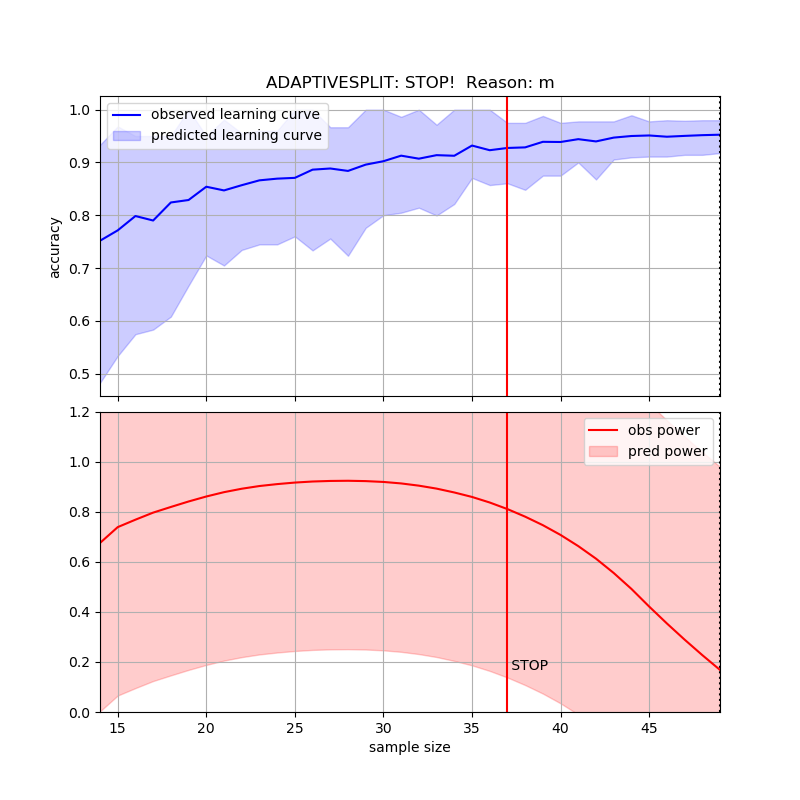 ADAPTIVESPLIT: STOP!  Reason: m
observed learning curve
predicted learning curve
1.0
0.9
0.8
0.7
0.6
0.5
accuracy
obs power
pred power
1.2
1.0
0.8
0.6
0.4
0.2
0.0
STOP
15 20 25 30 35 40 45
sample size